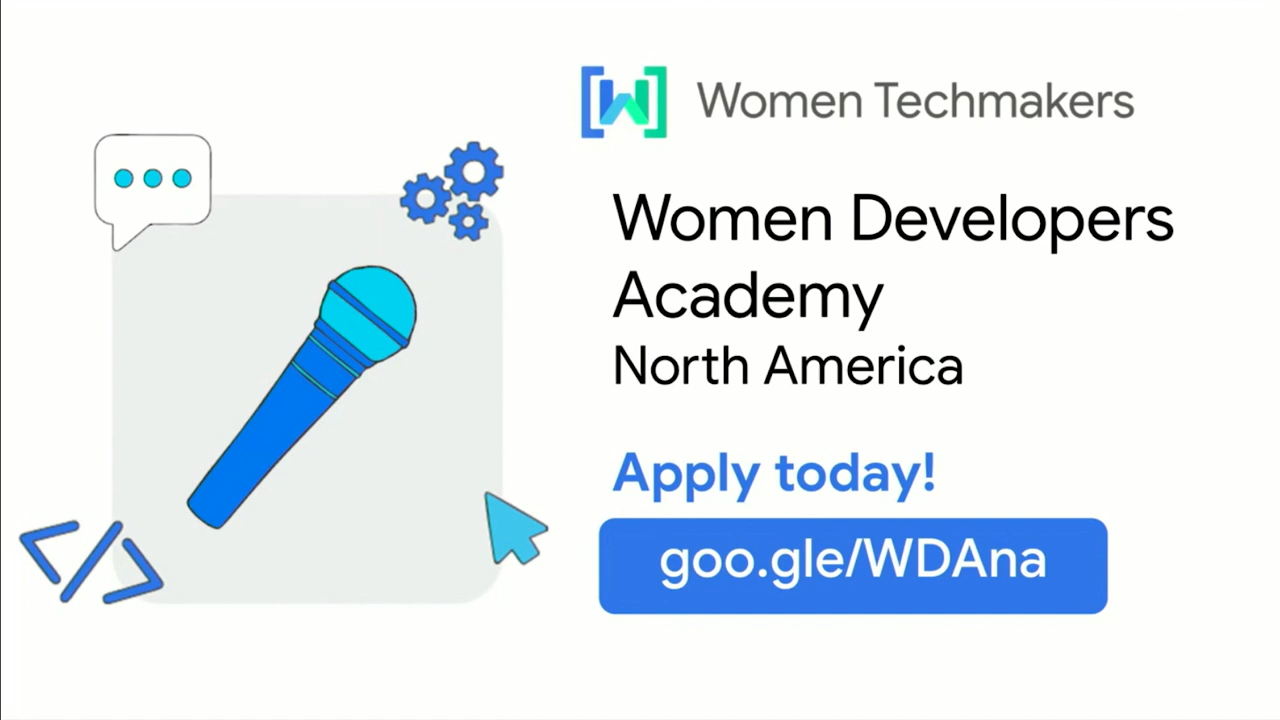 Women Techmakers
Women Developers
Academy
North America
Apply today!
goo.gle/WDAna